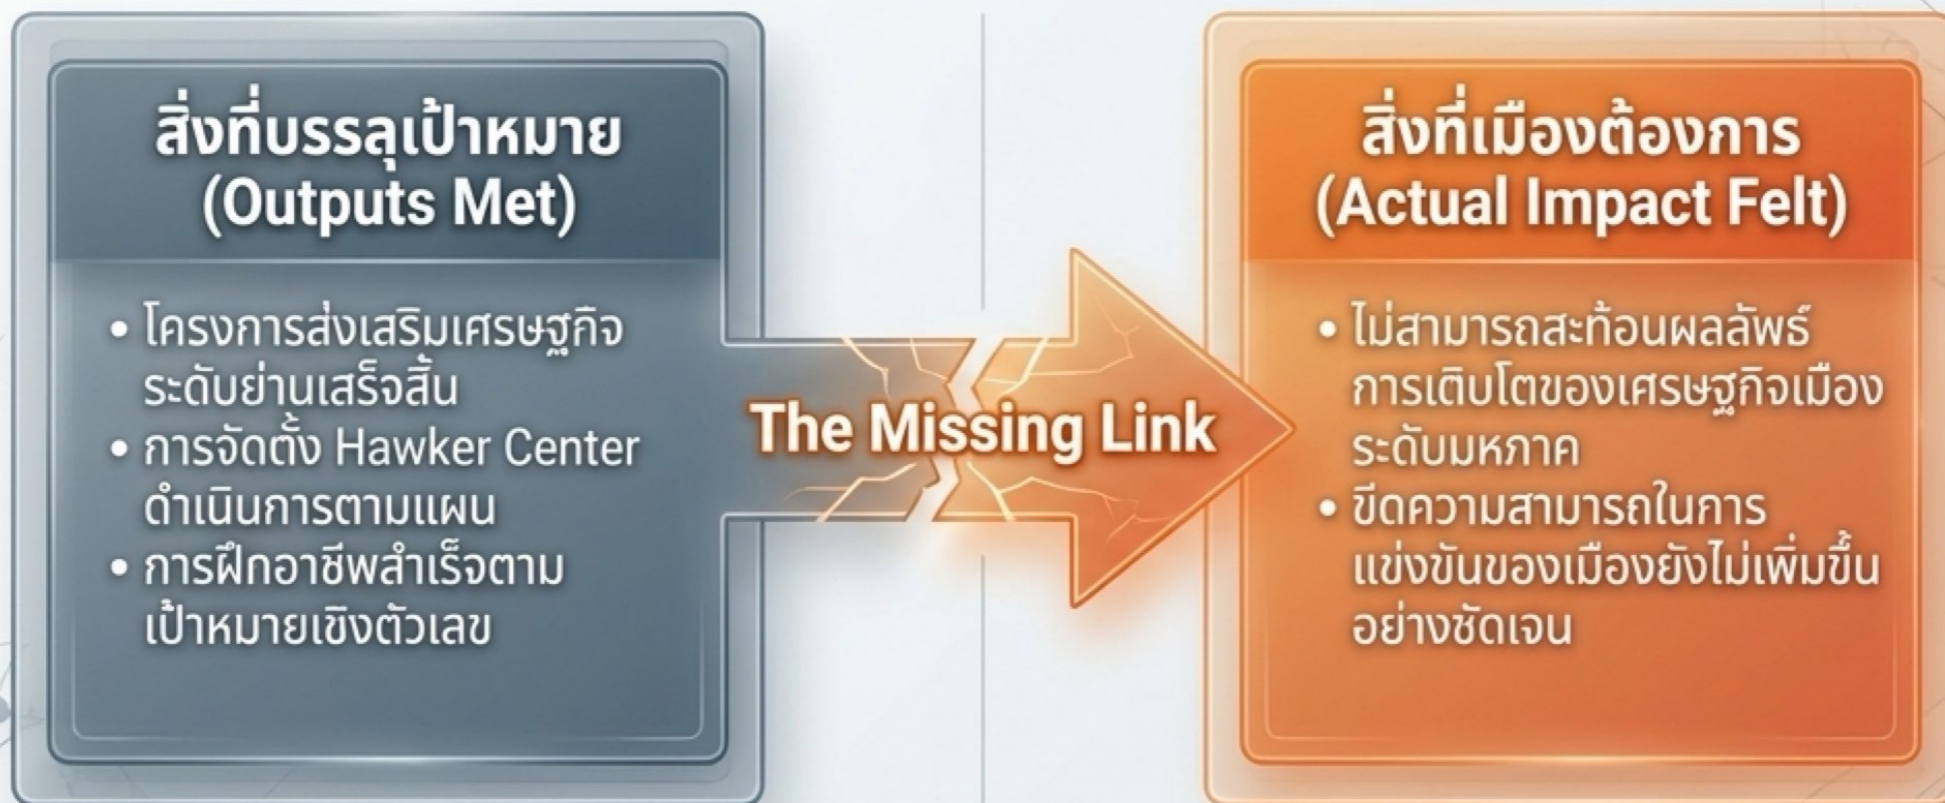 สิ่งที่บรรลุเป้าหมาย
(Outputs Met)
• โครงการส่งเสริมเศรษฐกิจ
ระดับย่านเสร็จสิ้น
• การจัดตั้ง Hawker Center
ดำเนินการตามแผน
• การฝึกอาชีพสำเร็จตาม
เป้าหมายเชิงตัวเลข
The Missing Link
สิ่งที่เมืองต้องการ
(Actual Impact Felt)
• ไม่สามารถสะท้อนผลลัพธ์
การเติบโตของเศรษฐกิจเมือง
ระดับมหภาค
• ขีดความสามารถในการ
แข่งขันของเมืองยังไม่เพิ่มขึ้น
อย่างชัดเจน